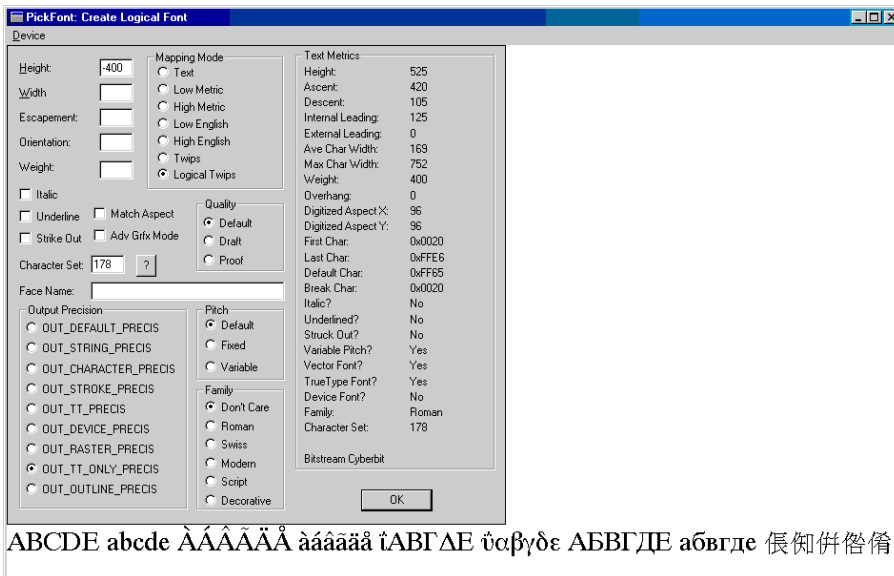 PickFont: Create Logical Font
Device
Height: -400
Width
Escapement:
Orientation:
Weight:
Italic
Underline
Strike Out
Match Aspect
Adv Grfx Mode
Character Set: 178 ?
Face Name:
Mapping Mode
Text
Low Metric
High Metric
Low English
High English
Twips
Logical Twips
Quality
Default
Draft
Proof
Output Precision
OUT_DEFAULT_PRECIS
OUT_STRING_PRECIS
OUT_CHARACTER_PRECIS
OUT_STROKE_PRECIS
OUT_TT_PRECIS
OUT_DEVICE_PRECIS
OUT_RASTER_PRECIS
OUT_TT_ONLY_PRECIS
OUT_OUTLINE_PRECIS
Pitch
Default
Fixed
Variable
Family
Don't Care
Roman
Swiss
Modern
Script
Decorative
Text Metrics
Height: 525
Ascent: 420
Descent: 105
Internal Leading: 125
External Leading: 0
Ave Char Width: 169
Max Char Width: 752
Weight: 400
Overhang: 0
Digitized Aspect X: 96
Digitized Aspect Y: 96
First Char: 0x0020
Last Char: 0xFFE6
Default Char: 0xFF65
Break Char: 0x0020
Italic? No
Underlined? No
Struck Out? No
Variable Pitch? Yes
Vector Font? Yes
TrueType Font? Yes
Device Font? No
Family: Roman
Character Set: 178
Bitstream Cyberbit
OK
ABCDE abcde ÀÁÂÃÄÅ àáâãäå ΐΑΒΓΔΕ ΰαβγδε АБВГДЕ абвгде